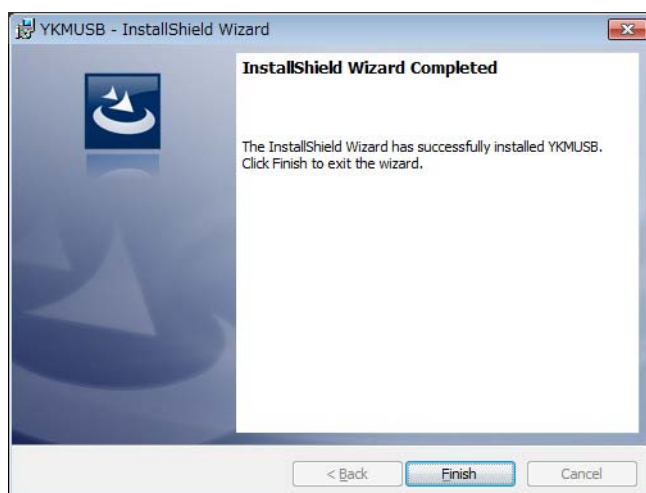 YKMUSB - InstallShield Wizard
InstallShield Wizard Completed
The InstallShield Wizard has successfully installed YKMUSB.
Click Finish to exit the wizard.
< Back
Finish
Cancel